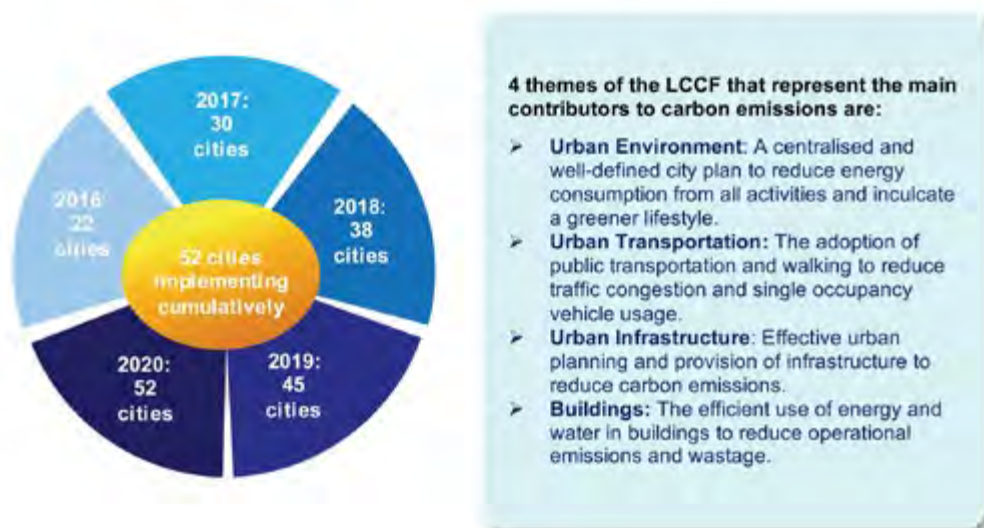 2017:
30
cities
2016:
22
cities
2018:
38
cities
52 cities
implementing
cumulatively
2020:
52
cities
2019:
45
cities
4 themes of the LCCF that represent the main
contributors to carbon emissions are:
➢ Urban Environment: A centralised and
well-defined city plan to reduce energy
consumption from all activities and inculcate
a greener lifestyle.
➢ Urban Transportation: The adoption of
public transportation and walking to reduce
traffic congestion and single occupancy
vehicle usage.
➢ Urban Infrastructure: Effective urban
planning and provision of infrastructure to
reduce carbon emissions.
➢ Buildings: The efficient use of energy and
water in buildings to reduce operational
emissions and wastage.